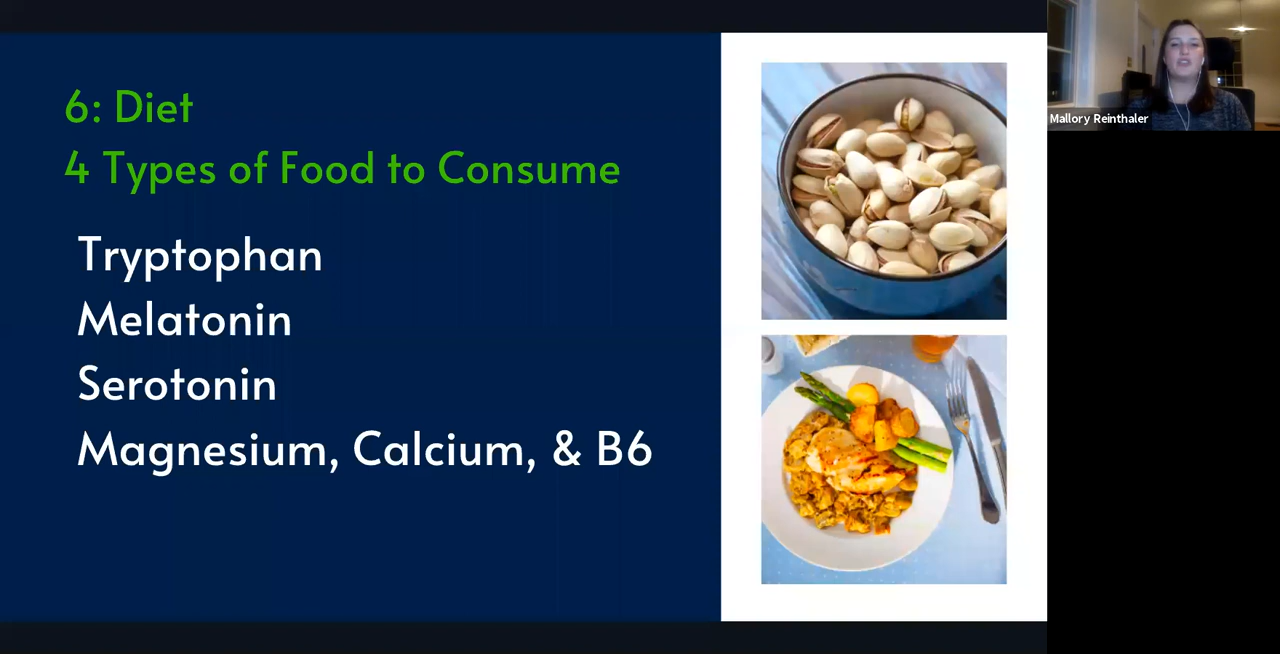 6: Diet
4 Types of Food to Consume
Tryptophan
Melatonin
Serotonin
Magnesium, Calcium, & B6
Mallory Reinthaler